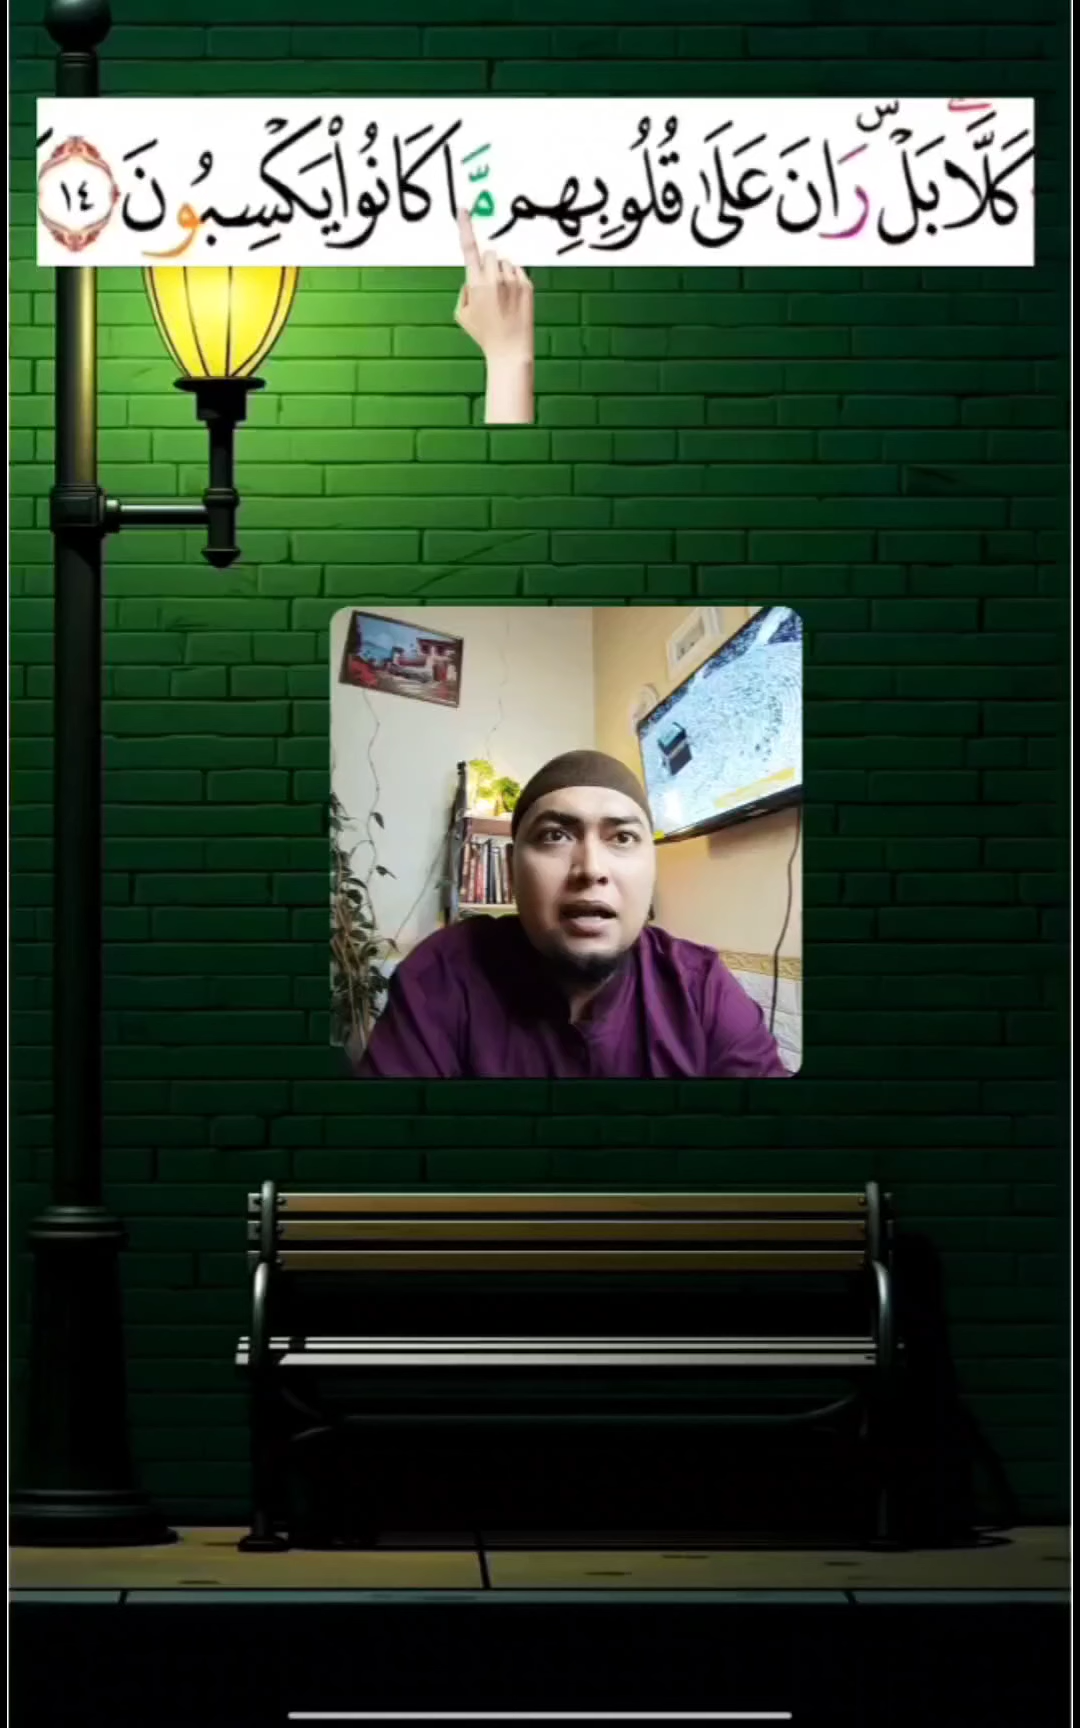 كَلَّاۖ بَلْۜ رَانَ عَلَىٰ قُلُوبِهِم مَّا كَانُوا۟ يَكْسِبُونَ ١٤